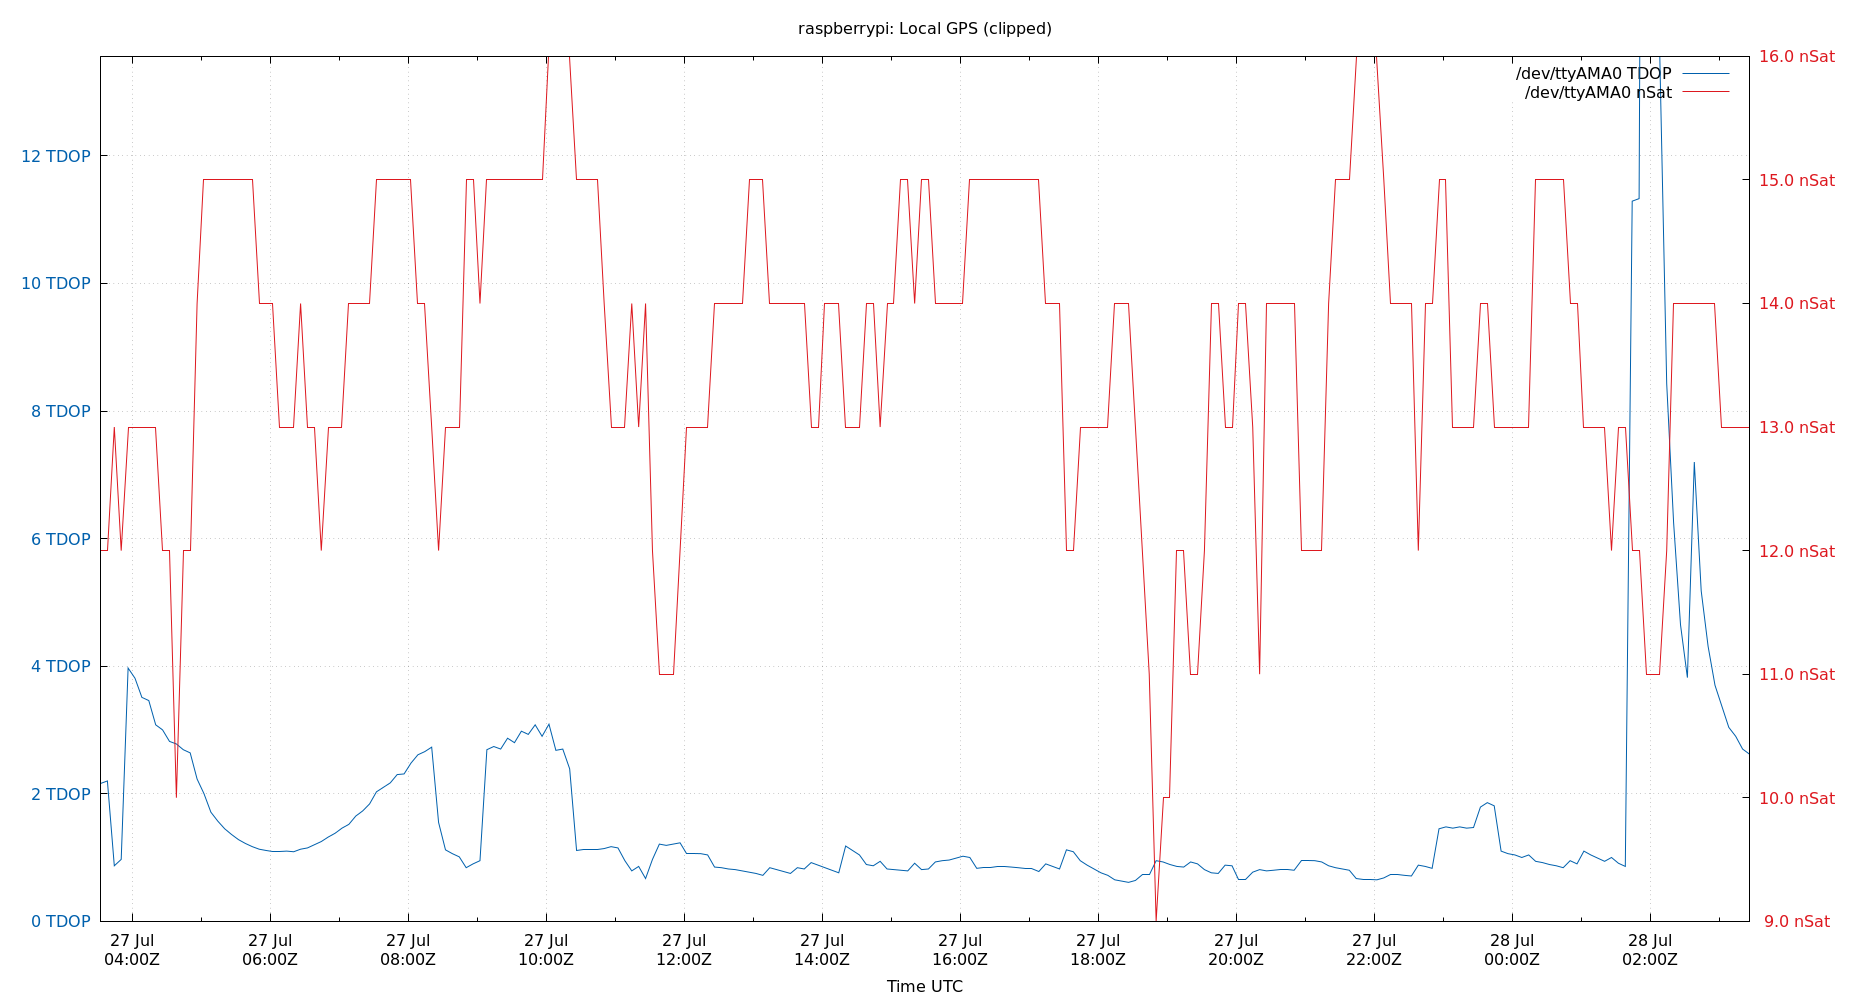 raspberrypi: Local GPS (clipped)
/dev/ttyAMA0 TDOP
/dev/ttyAMA0 nSat
12 TDOP
10 TDOP
8 TDOP
6 TDOP
4 TDOP
2 TDOP
0 TDOP
16.0 nSat
15.0 nSat
14.0 nSat
13.0 nSat
12.0 nSat
11.0 nSat
10.0 nSat
9.0 nSat
27 Jul
04:00Z
27 Jul
06:00Z
27 Jul
08:00Z
27 Jul
10:00Z
27 Jul
12:00Z
27 Jul
14:00Z
27 Jul
16:00Z
27 Jul
18:00Z
27 Jul
20:00Z
27 Jul
22:00Z
28 Jul
00:00Z
28 Jul
02:00Z
Time UTC